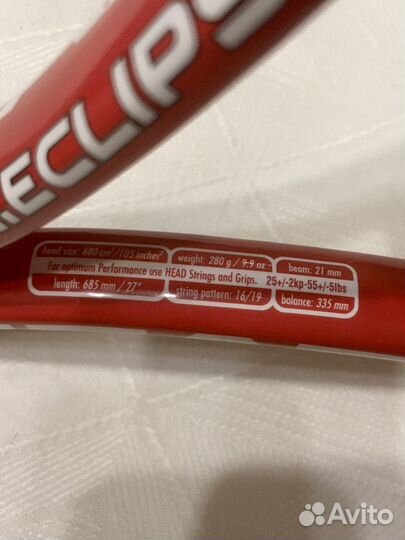 ECLIPS
head size: 680 cm²/105 inches² weight: 280 g / 9.9 oz beam: 21 mm
For optimum Performance use HEAD Strings and Grips. 25+/-2kp-55+/-5lbs
length: 685 mm / 27" string pattern: 16/19 balance: 335 mm
Avito